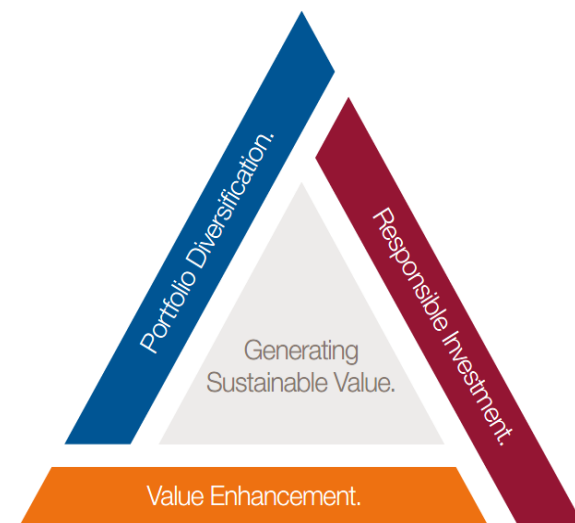 Portfolio Diversification.
Responsible Investment.
Generating
Sustainable Value.
Value Enhancement.